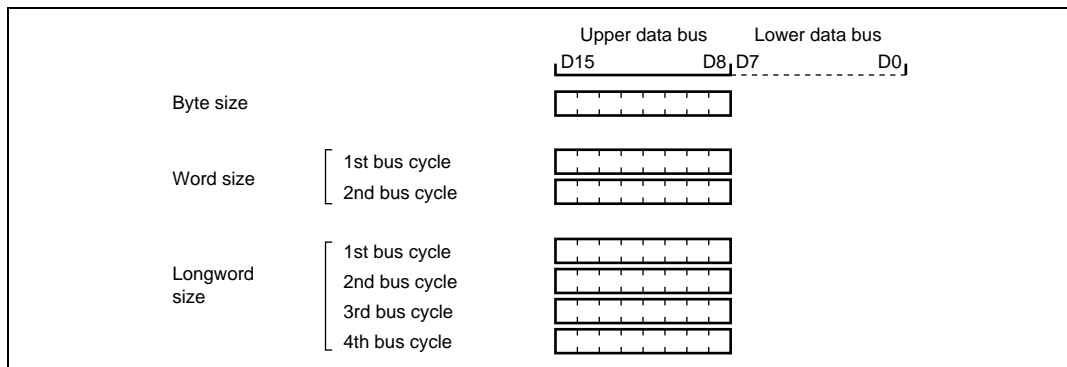 Upper data bus Lower data bus
D15 D8 D7 D0
Byte size
Word size
1st bus cycle
2nd bus cycle
Longword
size
1st bus cycle
2nd bus cycle
3rd bus cycle
4th bus cycle